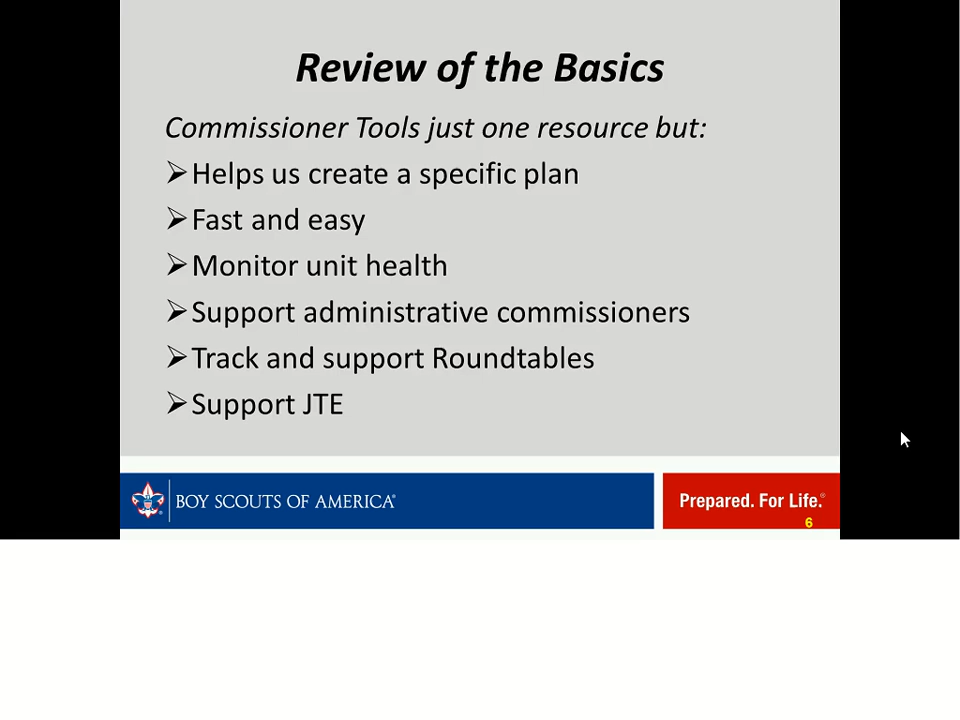 Review of the Basics
Commissioner Tools just one resource but:
➢Helps us create a specific plan
➢Fast and easy
➢Monitor unit health
➢Support administrative commissioners
➢Track and support Roundtables
➢Support JTE
BOY SCOUTS OF AMERICA®
Prepared. For Life.®
6